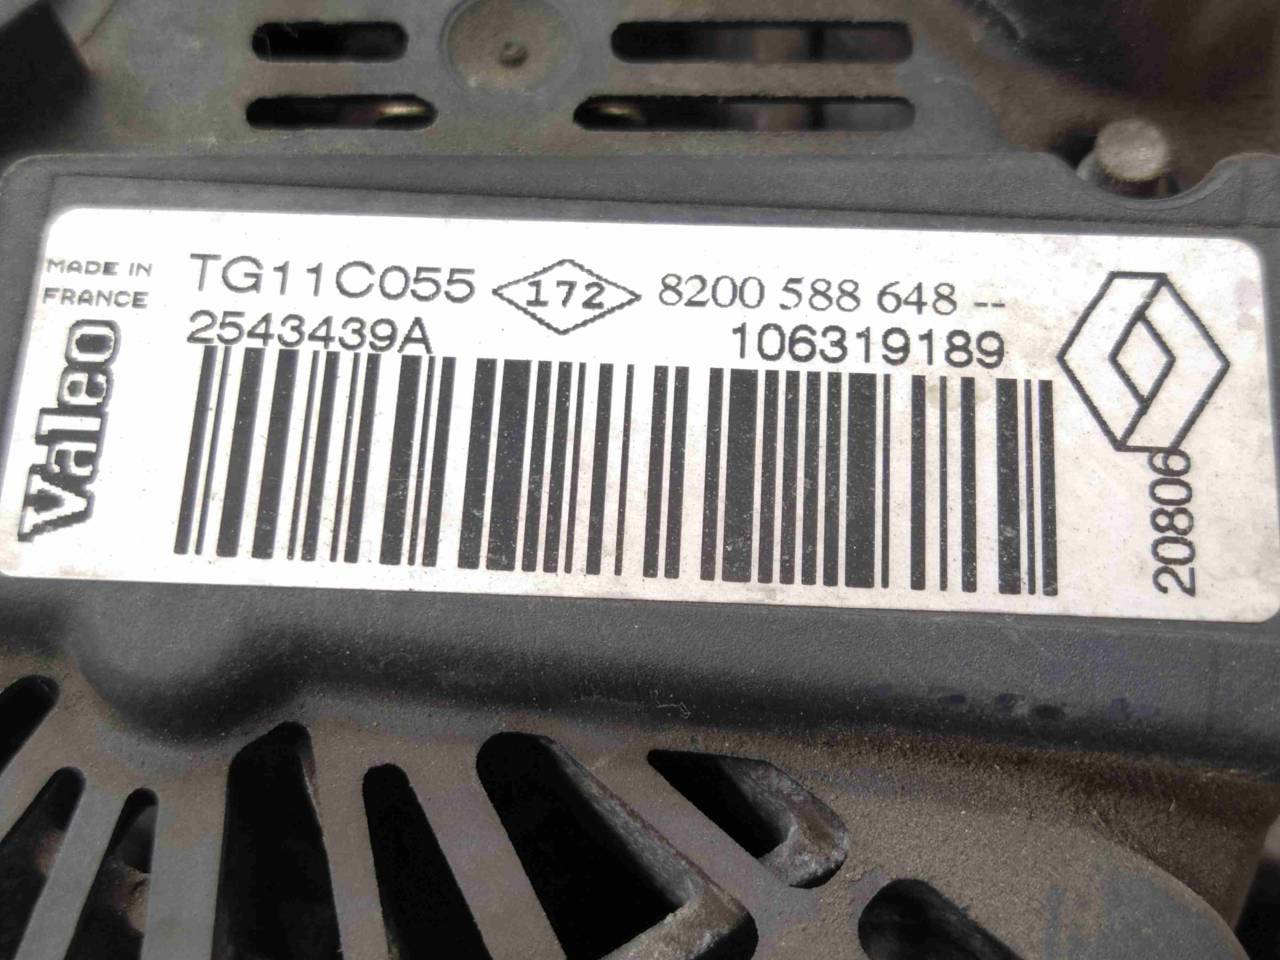 MADE IN
FRANCE
Valeo
TG11C055 172 8200 588 648 --
2543439A 106319189
20806